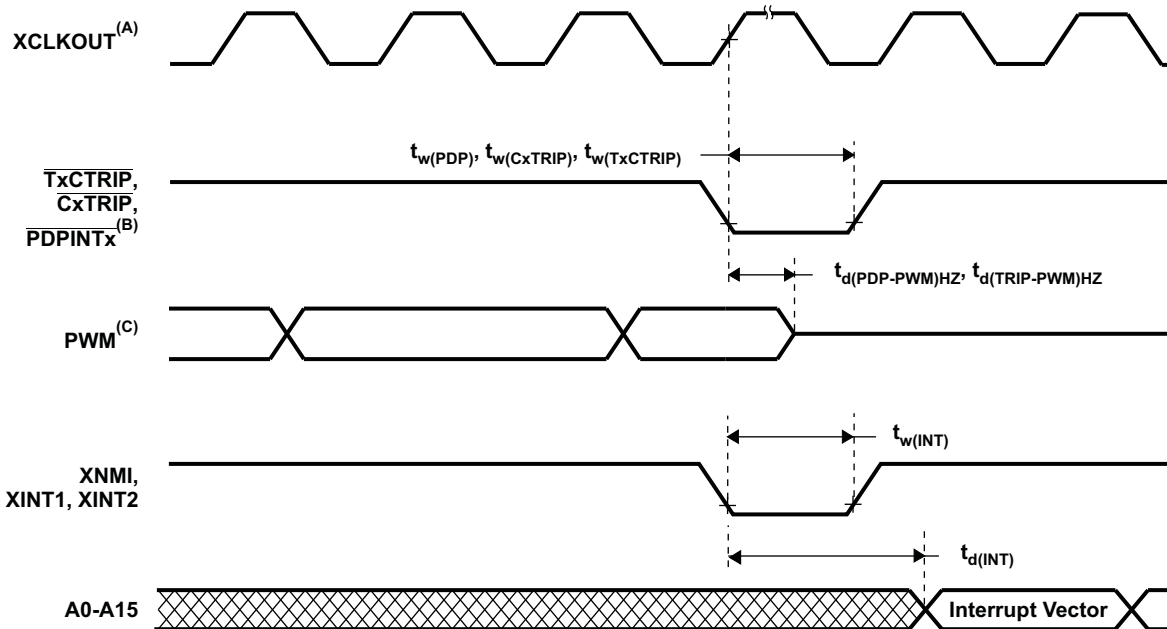 XCLKOUT(A)
tw(PDP), tw(CxTRIP), tw(TxCTRIP)
TxCTRIP,
CxTRIP,
PDPINTx(B)
td(PDP-PWM)HZ, td(TRIP-PWM)HZ
PWM(C)
tw(INT)
XNMI,
XINT1, XINT2
td(INT)
A0-A15
Interrupt Vector